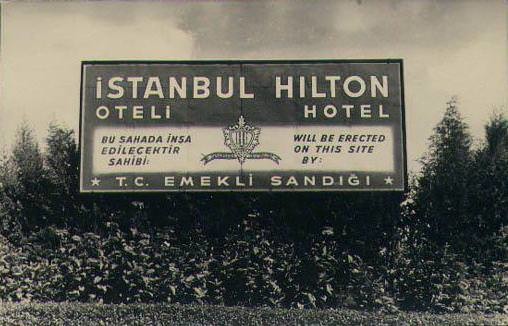 İSTANBUL HILTON
OTELİ HOTEL
BU SAHADA İNŞA
EDİLECEKTİR
SAHİBİ:
WILL BE ERECTED
ON THIS SITE
BY:
★ T.C. EMEKLİ SANDIĞI ★